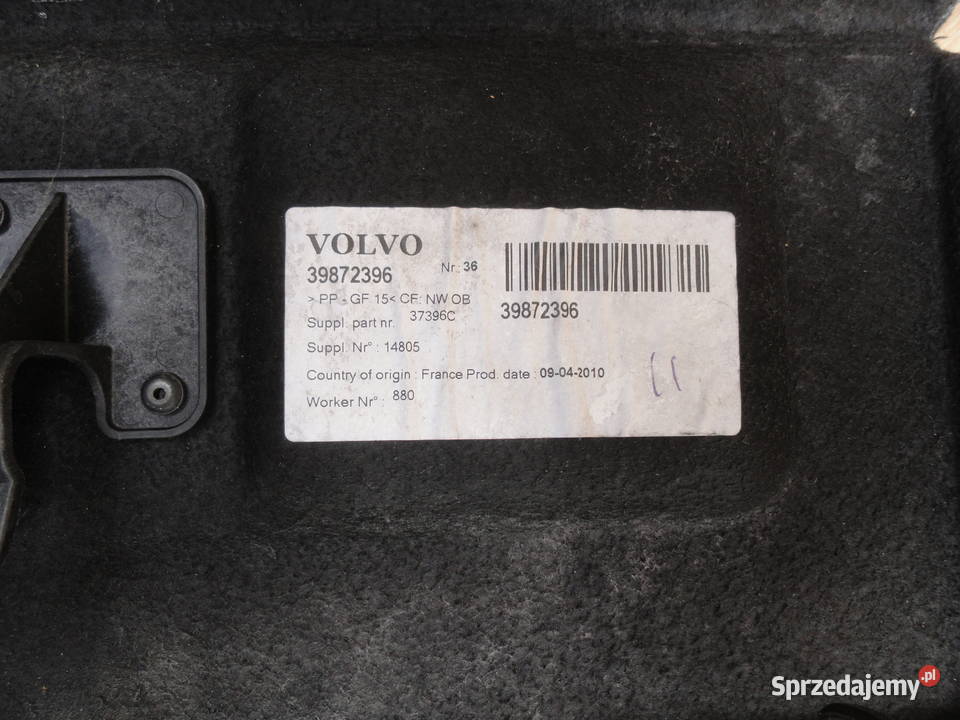 VOLVO
39872396 Nr.: 36
> PP - GF 15< CF: NW OB
39872396
Suppl. part nr. 37396C
Suppl. Nr° : 14805
Country of origin : France Prod. date : 09-04-2010
Worker Nr° : 880
Sprzedajemy.pl